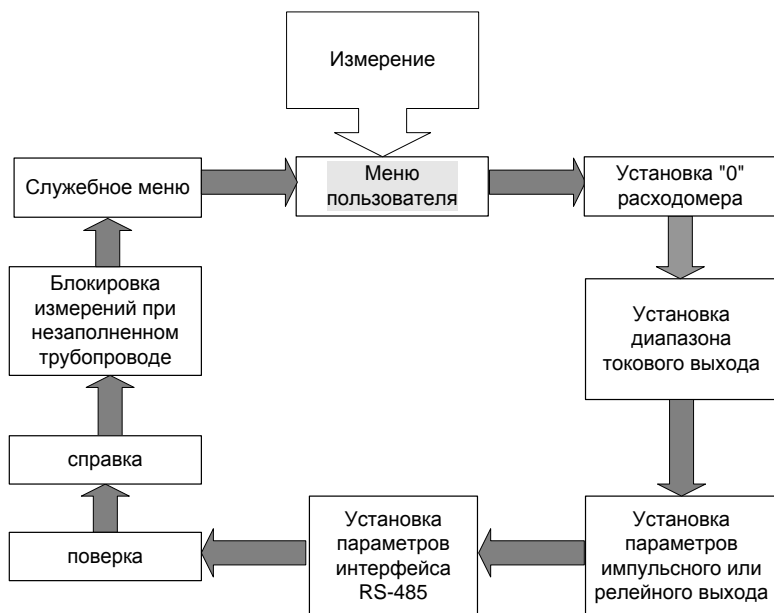 Измерение
Служебное меню
Меню
пользователя
Установка "0"
расходомера
Блокировка
измерений при
незаполненном
трубопроводе
Установка
диапазона
токового выхода
справка
поверка
Установка
параметров
интерфейса
RS-485
Установка
параметров
импульсного или
релейного выхода